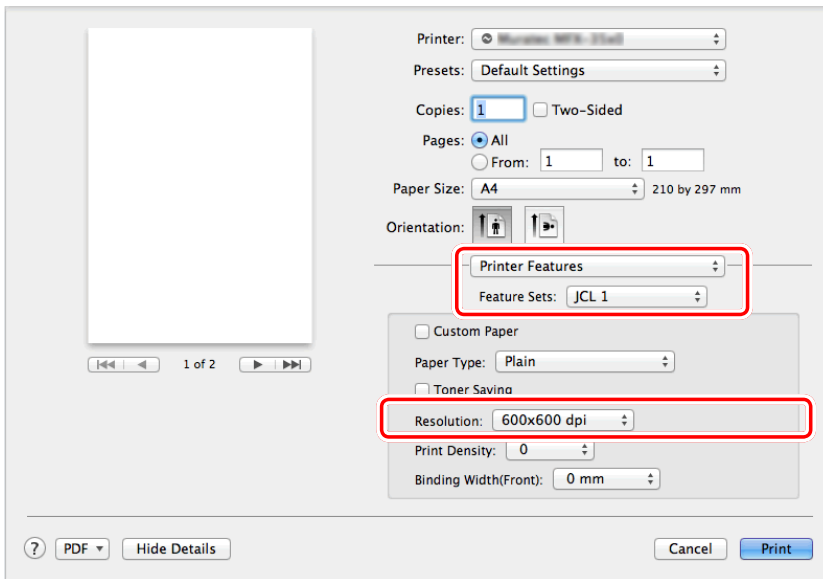 Printer:
Presets: Default Settings
Copies: 1 Two-Sided
Pages: All
From: 1 to: 1
Paper Size: A4 210 by 297 mm
Orientation:
Printer Features
Feature Sets: JCL 1
Custom Paper
1 of 2
Paper Type: Plain
Toner Saving
Resolution: 600x600 dpi
Print Density: 0
Binding Width(Front): 0 mm
? PDF Hide Details Cancel Print